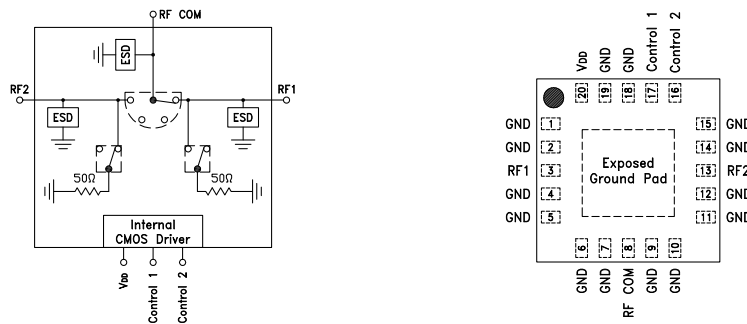 RF COM
ESD
RF2
RF1
ESD
ESD
50Ω
50Ω
Internal
CMOS Driver
VDD
Control 1
Control 2
VDD
GND
GND
Control 1
Control 2
20
19
18
17
16
GND 1
GND 2
RF1 3
GND 4
GND 5
Exposed
Ground Pad
15 GND
14 GND
13 RF2
12 GND
11 GND
6
7
8
9
10
GND
GND
RF COM
GND
GND